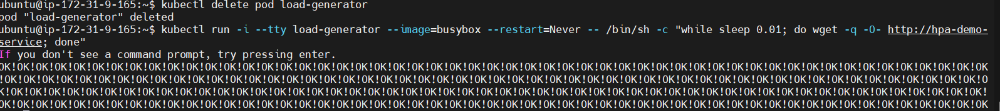 ubuntu@ip-172-31-9-165:~$ kubectl delete pod load-generator
pod "load-generator" deleted
ubuntu@ip-172-31-9-165:~$ kubectl run -i --tty load-generator --image=busybox --restart=Never -- /bin/sh -c "while sleep 0.01; do wget -q -O- http://hpa-demo-
service; done"
If you don't see a command prompt, try pressing enter.
OK!OK!OK!OK!OK!OK!OK!OK!OK!OK!OK!OK!OK!OK!OK!OK!OK!OK!OK!OK!OK!OK!OK!OK!OK!OK!OK!OK!OK!OK!OK!OK!OK!OK!OK!OK!OK!OK!OK!OK!OK!OK!OK!OK!OK!OK!OK!OK!OK!OK!OK!OK!OK
!OK!OK!OK!OK!OK!OK!OK!OK!OK!OK!OK!OK!OK!OK!OK!OK!OK!OK!OK!OK!OK!OK!OK!OK!OK!OK!OK!OK!OK!OK!OK!OK!OK!OK!OK!OK!OK!OK!OK!OK!OK!OK!OK!OK!OK!OK!OK!OK!OK!OK!OK!OK!O
K!OK!OK!OK!OK!OK!OK!OK!OK!OK!OK!OK!OK!OK!OK!OK!OK!OK!OK!OK!OK!OK!OK!OK!OK!OK!OK!OK!OK!OK!OK!OK!OK!OK!OK!OK!OK!OK!OK!OK!OK!OK!OK!OK!OK!OK!OK!OK!OK!OK!OK!OK!OK!
OK!OK!OK!OK!OK!OK!OK!OK!OK!OK!OK!OK!OK!OK!OK!OK!OK!OK!OK!OK!OK!OK!OK!OK!OK!OK!OK!OK!OK!OK!OK!OK!OK!OK!OK!OK!OK!OK!OK!OK!OK!OK!OK!OK!OK!OK!OK!OK!OK!OK!OK!OK!OK